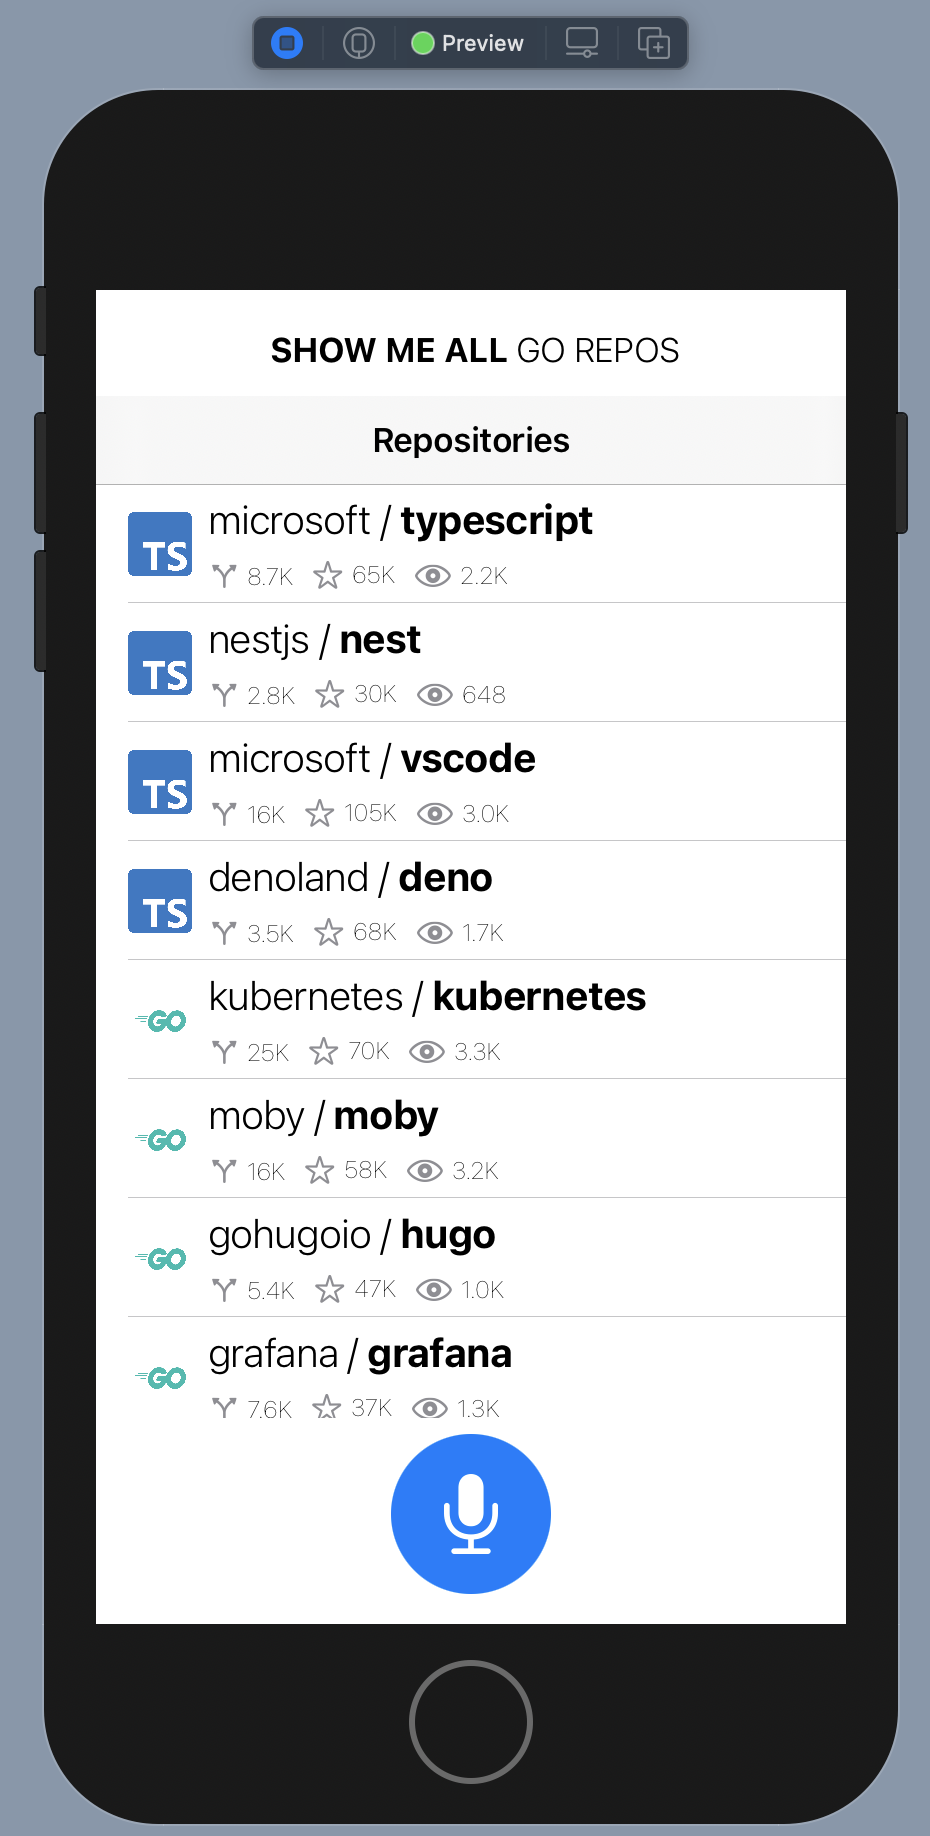 Preview
SHOW ME ALL GO REPOS
Repositories
TS
microsoft / typescript
8.7K 65K 2.2K
TS
nestjs / nest
2.8K 30K 648
TS
microsoft / vscode
16K 105K 3.0K
TS
denoland / deno
3.5K 68K 1.7K
GO
kubernetes / kubernetes
25K 70K 3.3K
GO
moby / moby
16K 58K 3.2K
GO
gohugoio / hugo
5.4K 47K 1.0K
GO
grafana / grafana
7.6K 37K 1.3K